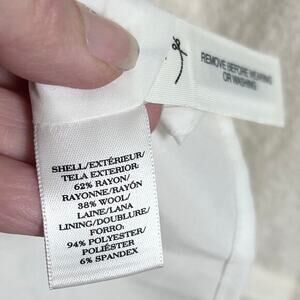 REMOVE BEFORE WEARING
OR WASHING
SHELL/EXTÉRIEUR/
TELA EXTERIOR:
62% RAYON/
RAYONNE/RAYÓN
38% WOOL/
LAINE/LANA
LINING/DOUBLURE/
FORRO:
94% POLYESTER/
POLIÉSTER
6% SPANDEX